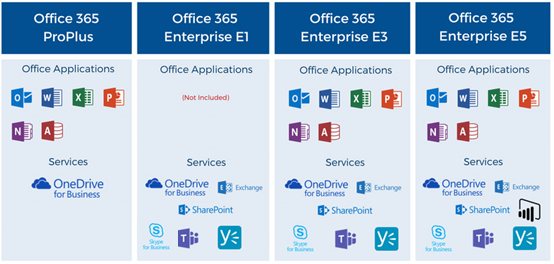 Office 365
ProPlus
Office Applications
O W X P
N A
Services
OneDrive
for Business
Office 365
Enterprise E1
Office Applications
(Not Included)
Services
OneDrive
for Business
E Exchange
S SharePoint
S Skype
for Business
T
Office 365
Enterprise E3
Office Applications
O W X P
N A
Services
OneDrive
for Business
E Exchange
S SharePoint
S Skype
for Business
T
Office 365
Enterprise E5
Office Applications
O W X P
N A
Services
OneDrive
for Business
E Exchange
S SharePoint
S Skype
for Business
T